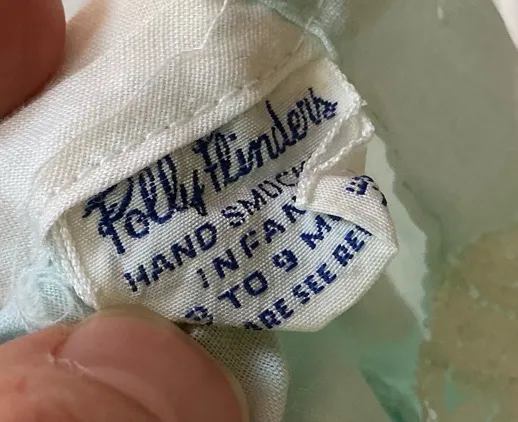 Polly Flinders
HAND SMOCK
INFAN
TO 9 M
ARE SEE RE